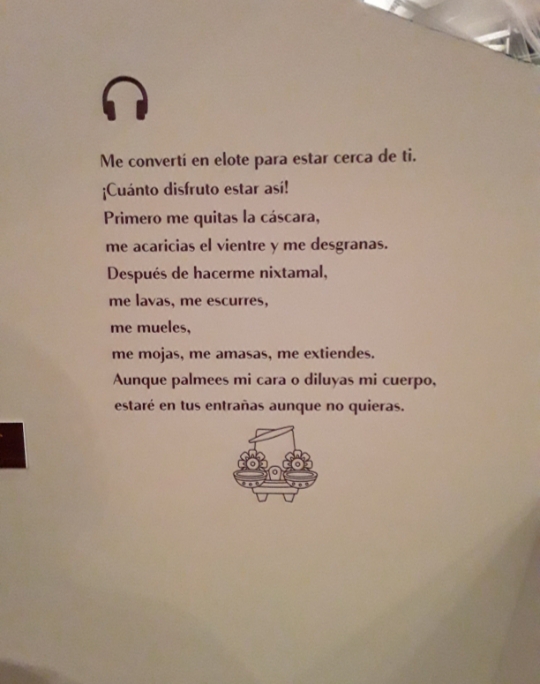 Me convertí en elote para estar cerca de ti.
¡Cuánto disfruto estar así!
Primero me quitas la cáscara,
me acaricias el vientre y me desgranas.
Después de hacerme nixtamal,
me lavas, me escurres,
me mueles,
me mojas, me amasas, me extiendes.
Aunque palmees mi cara o diluyas mi cuerpo,
estaré en tus entrañas aunque no quieras.